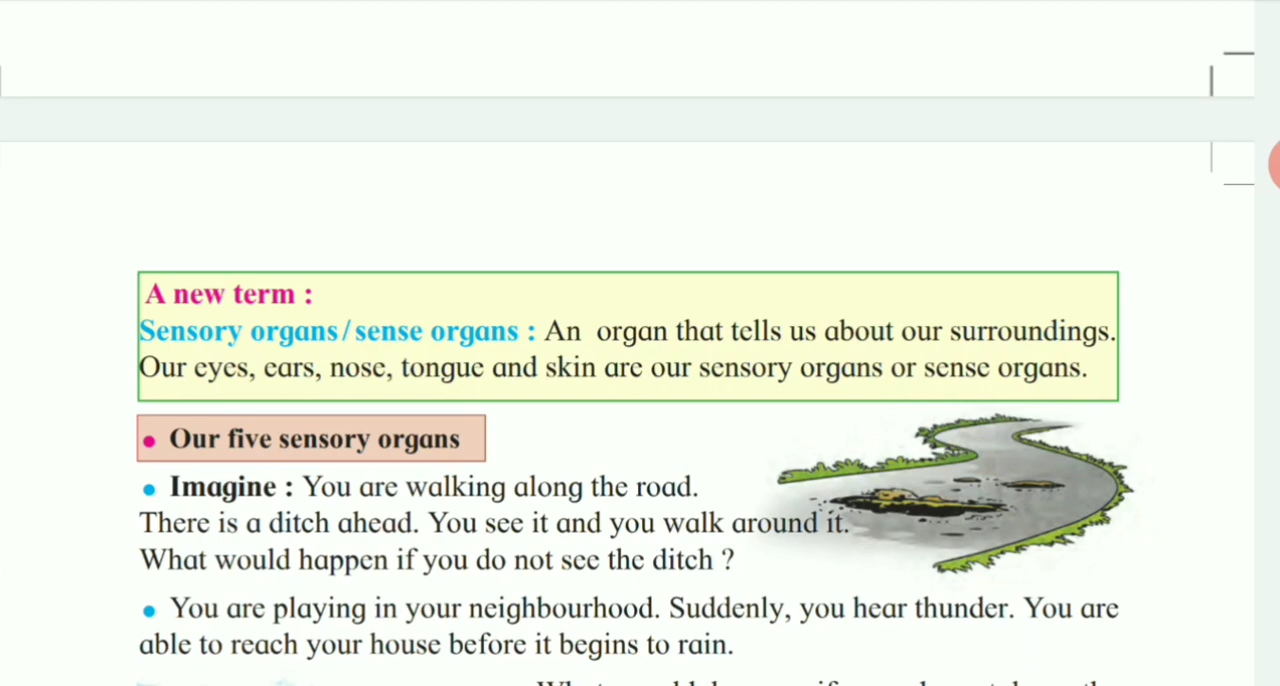 A new term :
Sensory organs/sense organs : An organ that tells us about our surroundings.
Our eyes, ears, nose, tongue and skin are our sensory organs or sense organs.
• Our five sensory organs
• Imagine : You are walking along the road.
There is a ditch ahead. You see it and you walk around it.
What would happen if you do not see the ditch ?
• You are playing in your neighbourhood. Suddenly, you hear thunder. You are
able to reach your house before it begins to rain.